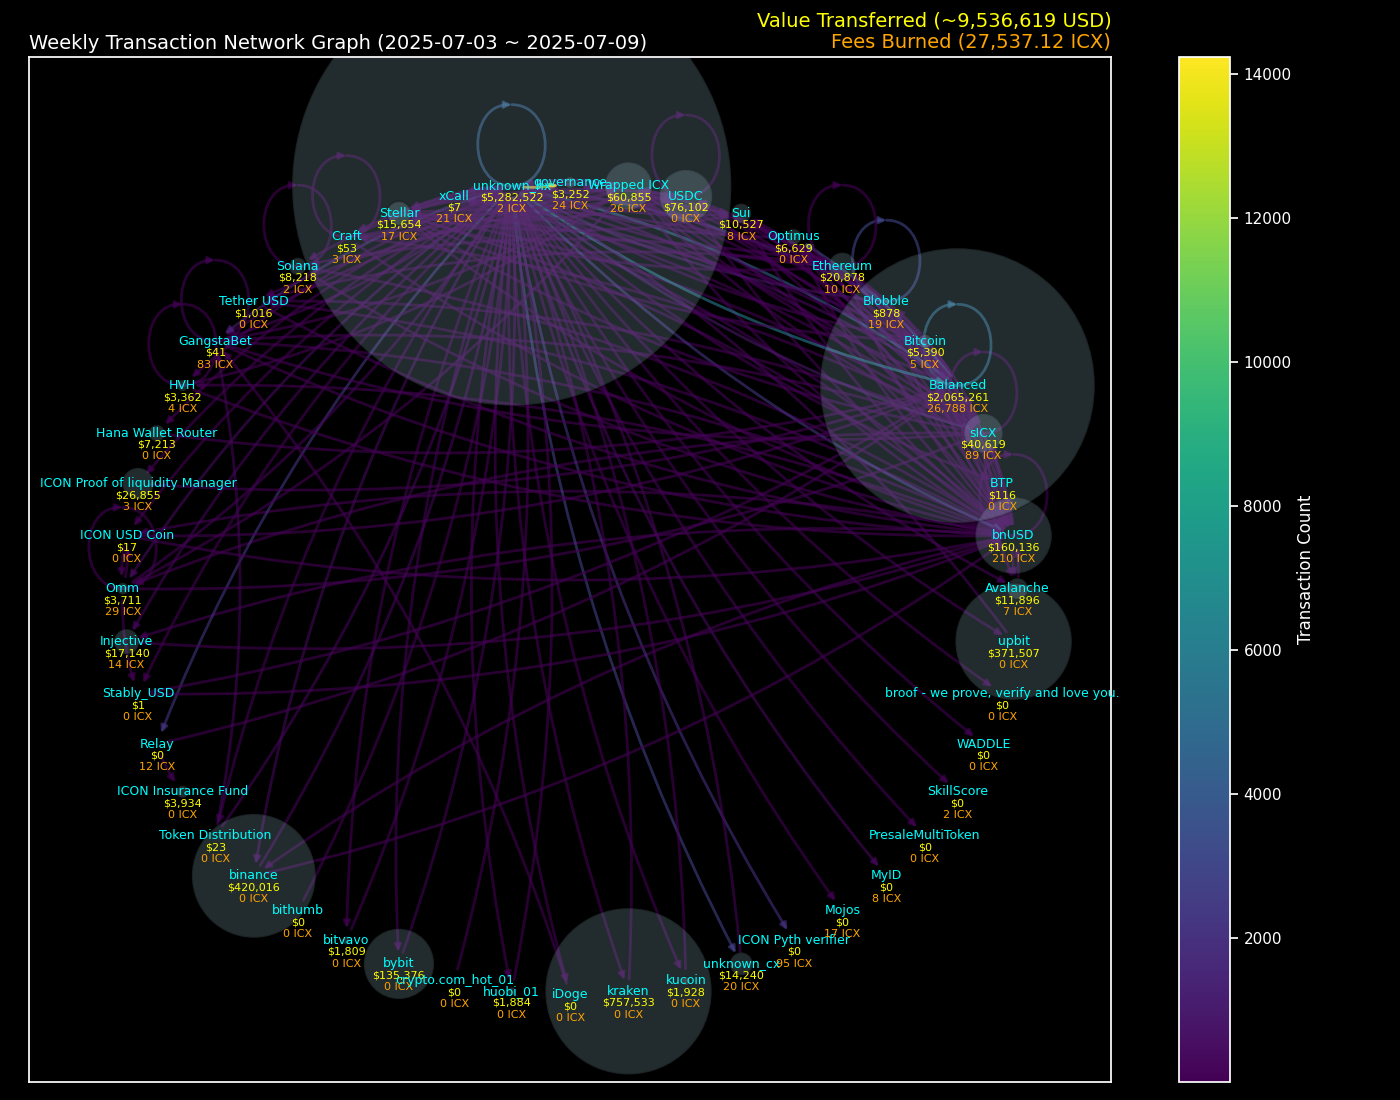 Value Transferred (~9,536,619 USD)
Weekly Transaction Network Graph (2025-07-03 ~ 2025-07-09)
Fees Burned (27,537.12 ICX)
governance
$3,252
24 ICX
Wrapped ICX
$60,855
26 ICX
USDC
$76,102
0 ICX
Sui
$10,527
8 ICX
Optimus
$6,629
0 ICX
Ethereum
$20,878
10 ICX
Blobble
$878
19 ICX
Bitcoin
$5,390
5 ICX
Balanced
$2,065,261
26,788 ICX
sICX
$40,619
89 ICX
BTP
$116
0 ICX
bnUSD
$160,136
210 ICX
Avalanche
$11,896
7 ICX
upbit
$371,507
0 ICX
broof - we prove, verify and love you.
$0
0 ICX
WADDLE
$0
0 ICX
SkillScore
$0
2 ICX
PresaleMultiToken
$0
0 ICX
MyID
$0
8 ICX
Mojos
$0
17 ICX
ICON Pyth verifier
$0
95 ICX
unknown_cx
$14,240
20 ICX
kucoin
$1,928
0 ICX
kraken
$757,533
0 ICX
iDoge
$0
0 ICX
huobi_01
$1,884
0 ICX
crypto.com_hot_01
$0
0 ICX
bybit
$135,376
0 ICX
bitvavo
$1,809
0 ICX
bithumb
$0
0 ICX
binance
$420,016
0 ICX
Token Distribution
$23
0 ICX
ICON Insurance Fund
$3,934
0 ICX
Relay
$0
12 ICX
Stably_USD
$1
0 ICX
Injective
$17,140
14 ICX
Omm
$3,711
29 ICX
ICON USD Coin
$17
0 ICX
ICON Proof of liquidity Manager
$26,855
3 ICX
Hana Wallet Router
$7,213
0 ICX
HVH
$3,362
4 ICX
GangstaBet
$41
83 ICX
Tether USD
$1,016
0 ICX
Solana
$8,218
2 ICX
Craft
$53
3 ICX
Stellar
$15,654
17 ICX
xCall
$7
21 ICX
$5,282,522
2 ICX
14000
12000
10000
8000
6000
4000
2000
Transaction Count